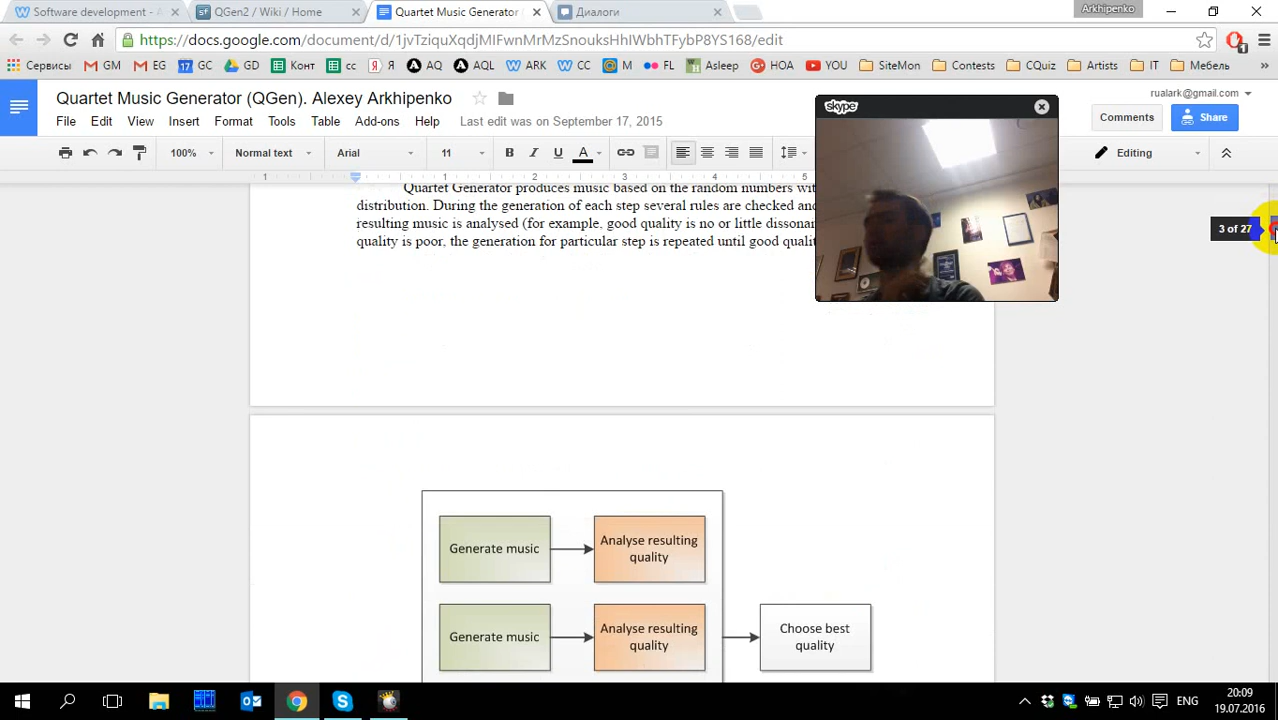 Software development - A
QGen2 / Wiki / Home
Quartet Music Generator
Диалоги
Arkhipenko
https://docs.google.com/document/d/1jvTziquXqdjMIFwnMrMzSnouksHhIWbhTFybP8YS168/edit
Сервисы GM EG GC GD Конт cc Я AQ AQL ARK CC M FL Asleep HOA YOU SiteMon Contests CQuiz Artists IT Мебель
Quartet Music Generator (QGen). Alexey Arkhipenko
rualark@gmail.com
File Edit View Insert Format Tools Table Add-ons Help Last edit was on September 17, 2015
Comments
Share
skype
100% Normal text Arial 11 B I U A Editing
1 1 2 3 4 5
Quartet Generator produces music based on the random numbers
distribution. During the generation of each step several rules are checked
resulting music is analysed (for example, good quality is no or little
quality is poor, the generation for particular step is repeated until good
3 of 27
Generate music
Analyse resulting quality
Generate music
Analyse resulting quality
Choose best quality
ENG
20:09
19.07.2016